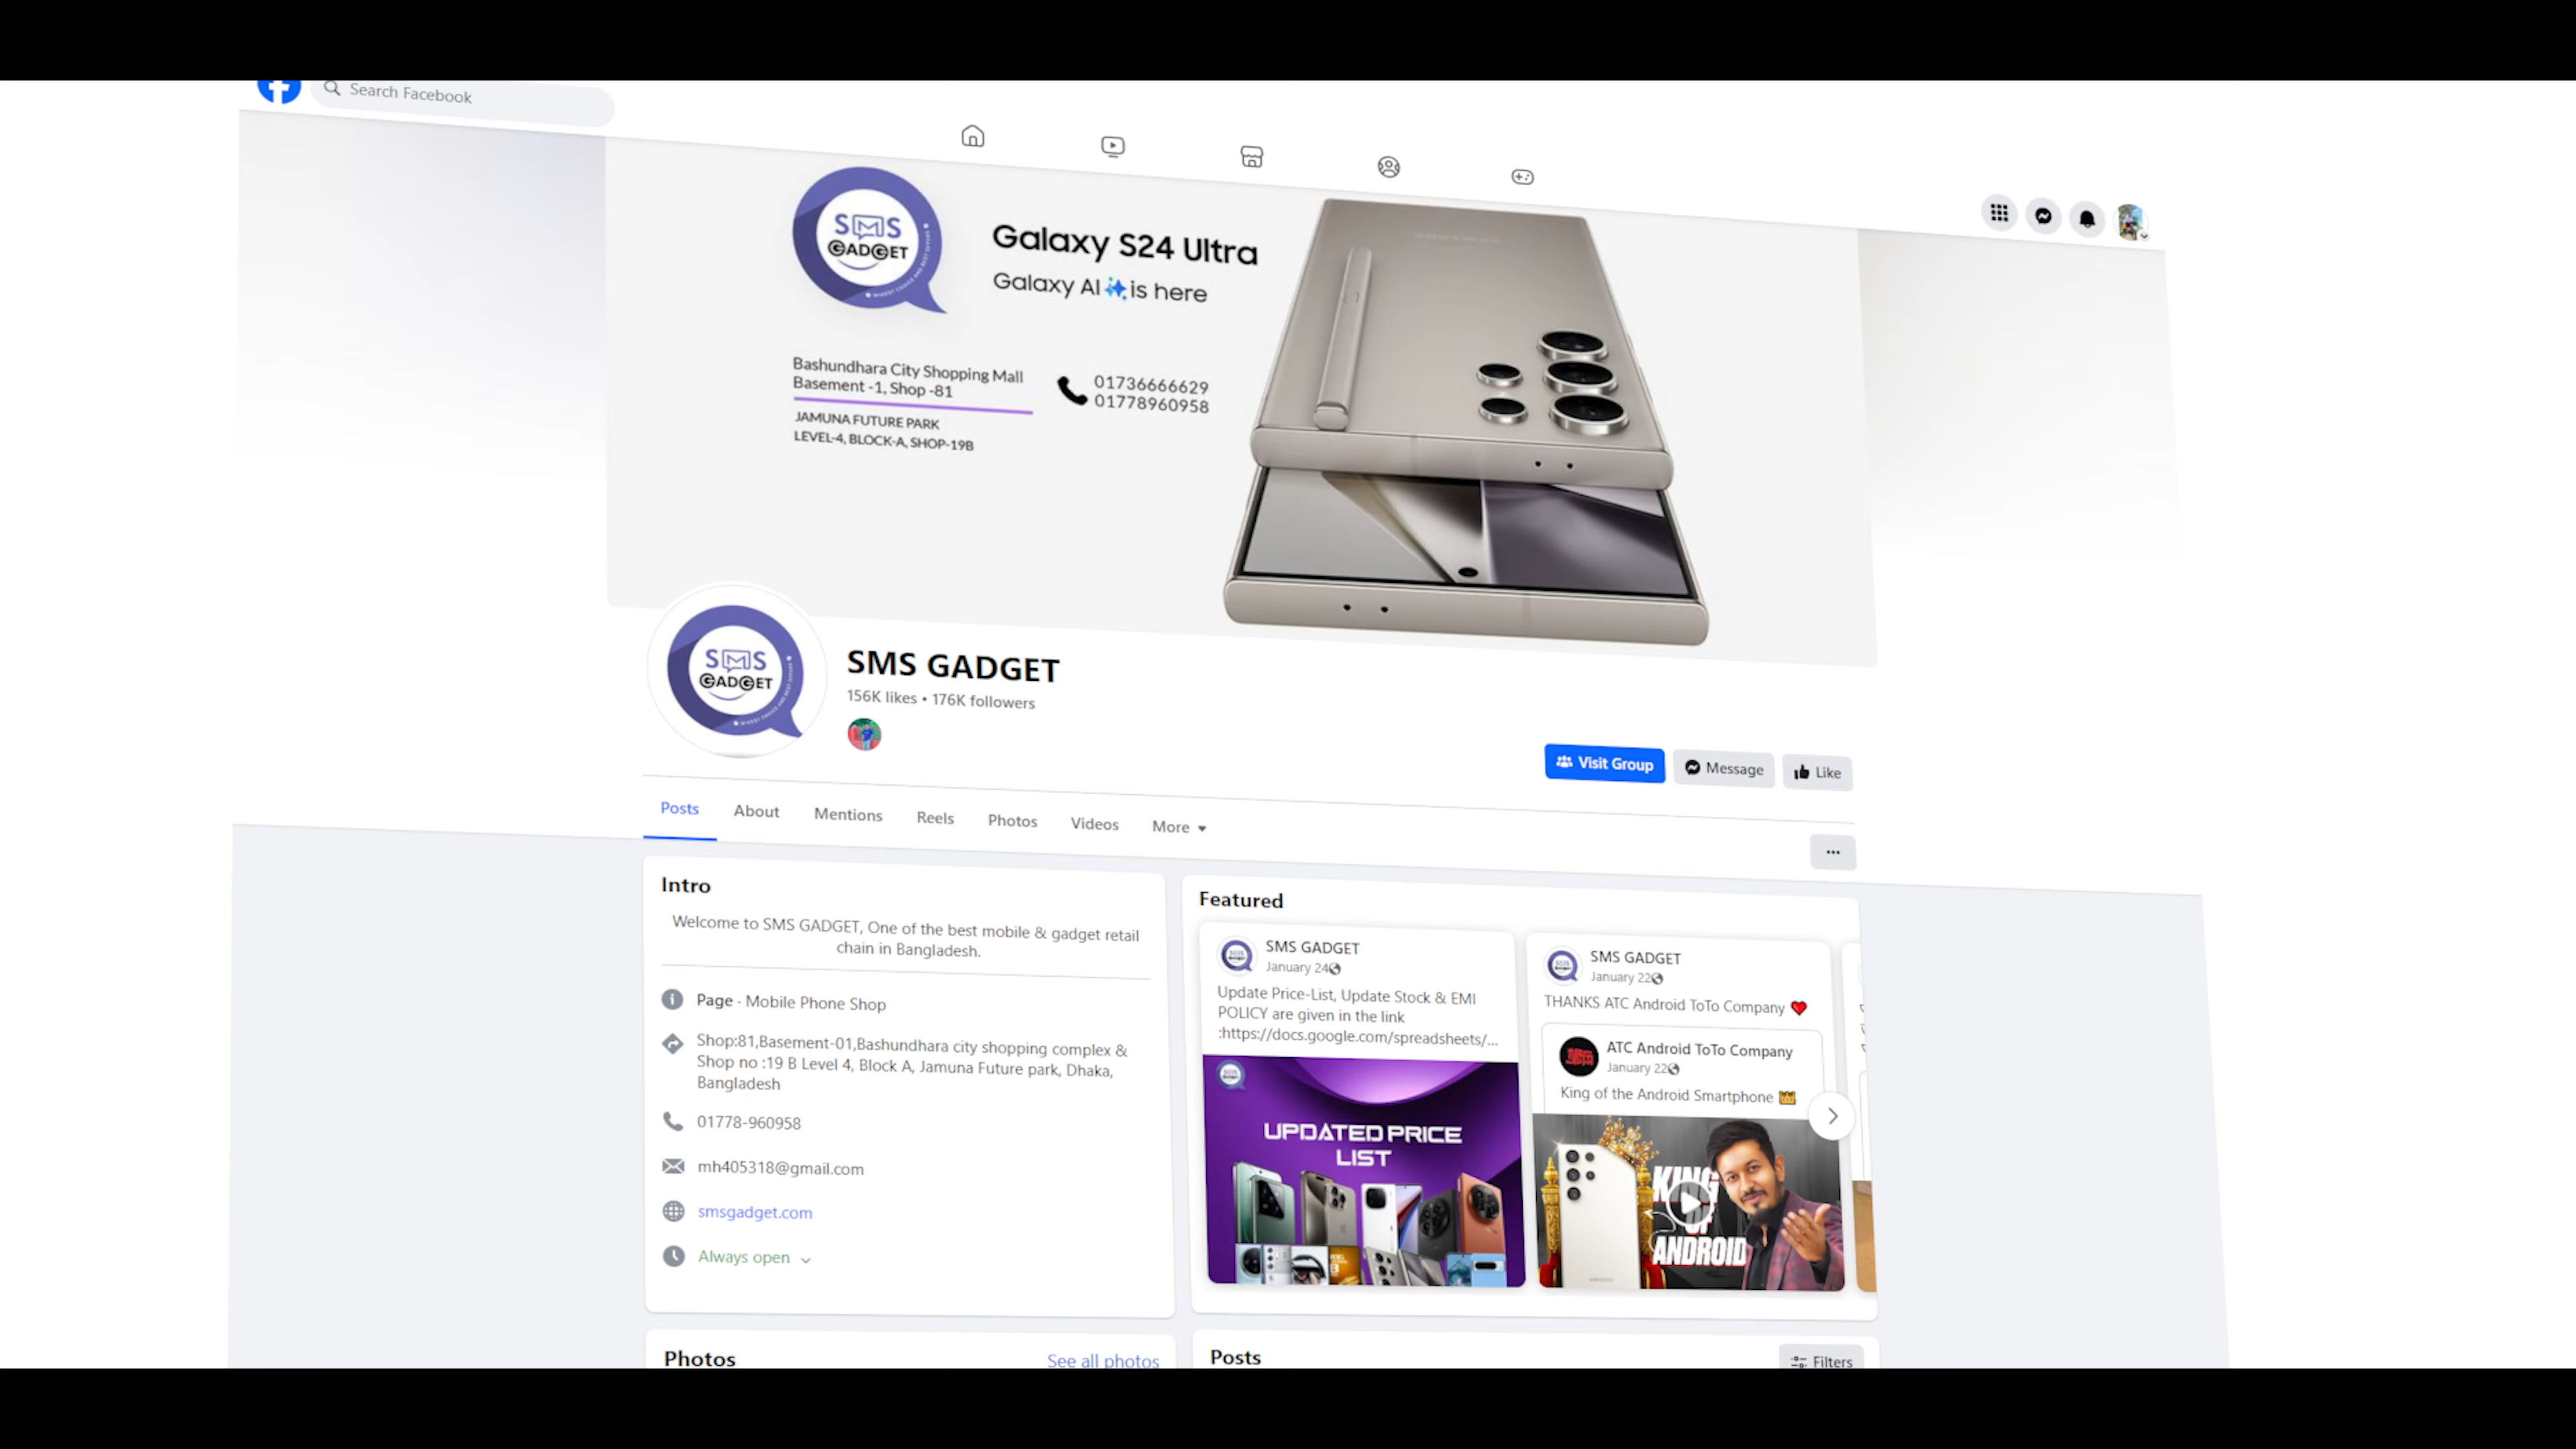 Search Facebook
SMS
GADGET
Galaxy S24 Ultra
Galaxy AI is here
Bashundhara City Shopping Mall
Basement -1, Shop -81
JAMUNA FUTURE PARK
LEVEL-4, BLOCK-A, SHOP-19B
01736666629
01778960958
SMS
GADGET
SMS GADGET
156K likes • 176K followers
Visit Group
Message
Like
Posts
About
Mentions
Reels
Photos
Videos
More
Intro
Welcome to SMS GADGET, One of the best mobile & gadget retail
chain in Bangladesh.
Page · Mobile Phone Shop
Shop:81,Basement-01,Bashundhara city shopping complex &
Shop no :19 B Level 4, Block A, Jamuna Future park, Dhaka,
Bangladesh
01778-960958
mh405318@gmail.com
smsgadget.com
Always open
Featured
SMS GADGET
January 24
Update Price-List, Update Stock & EMI
POLICY are given in the link
:https://docs.google.com/spreadsheets/...
UPDATED PRICE
LIST
SMS GADGET
January 22
THANKS ATC Android ToTo Company ❤️
ATC Android ToTo Company
January 22
King of the Android Smartphone
KING
OF
ANDROID
Photos
See all photos
Posts
Filters